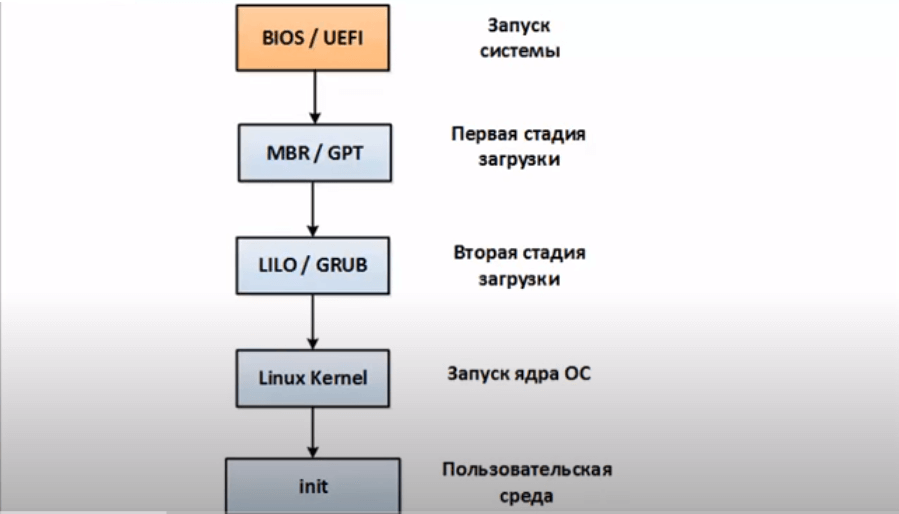 BIOS / UEFI
Запуск
системы
MBR / GPT
Первая стадия
загрузки
LILO / GRUB
Вторая стадия
загрузки
Linux Kernel
Запуск ядра ОС
init
Пользовательская
среда